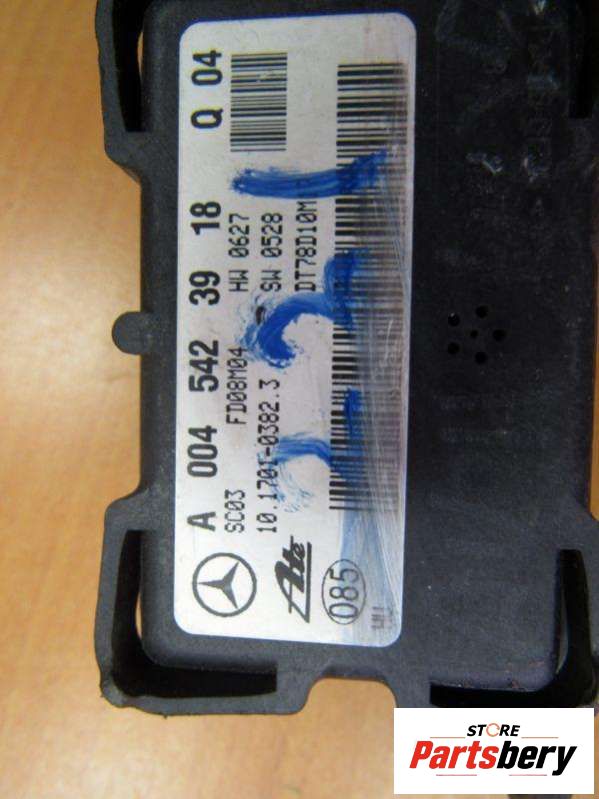 A 004 542 39 18 Q 04
SC03 FD08M04 HW 0627
10.1701-0382.3 SW 0528
DT78D10M
Ate
085
STORE
Partsbery